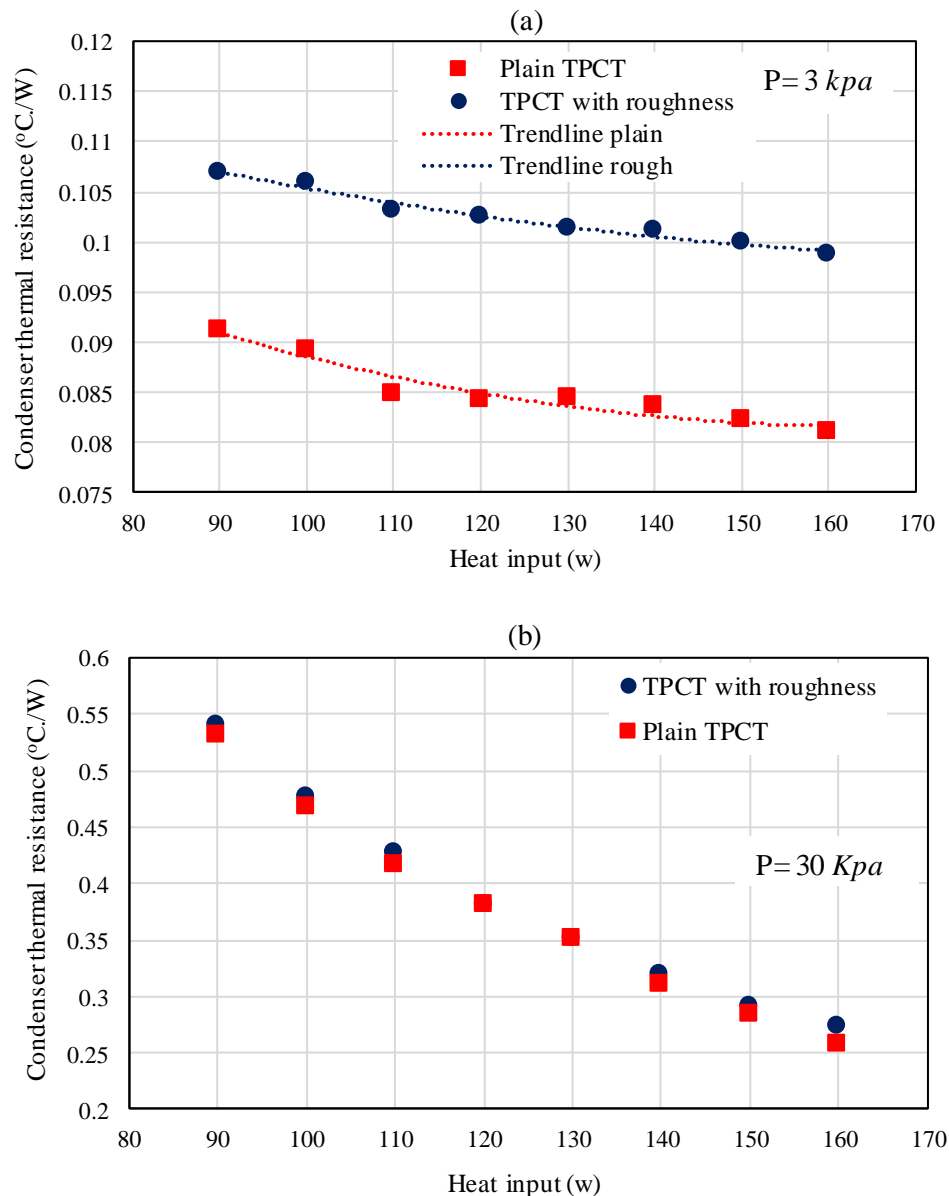 (a)
0.12
0.115
0.11
0.105
0.1
0.095
0.09
0.085
0.08
0.075
Condenser thermal resistance (°C./W)
Plain TPCT
TPCT with roughness
Trendline plain
Trendline rough
P= 3 kpa
80 90 100 110 120 130 140 150 160 170
Heat input (w)
(b)
0.6
0.55
0.5
0.45
0.4
0.35
0.3
0.25
0.2
Condenser thermal resistance (°C./W)
TPCT with roughness
Plain TPCT
P= 30 Kpa
80 90 100 110 120 130 140 150 160 170
Heat input (w)